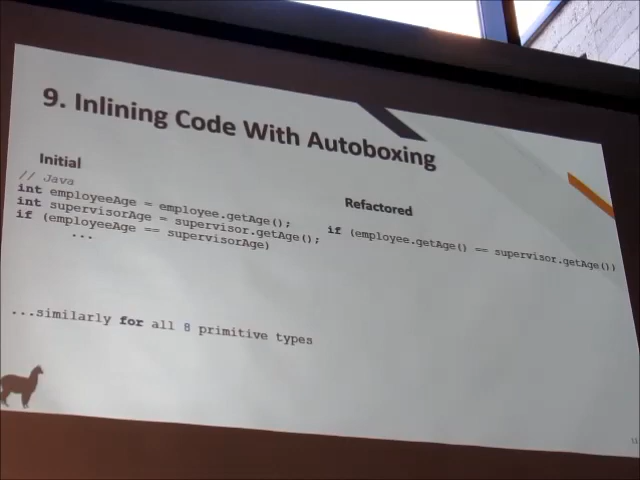 9. Inlining Code With Autoboxing
Initial
// Java
int employeeAge = employee.getAge();
int supervisorAge = supervisor.getAge();
if (employeeAge == supervisorAge)
...
Refactored
if (employee.getAge() == supervisor.getAge())
...similarly for all 8 primitive types